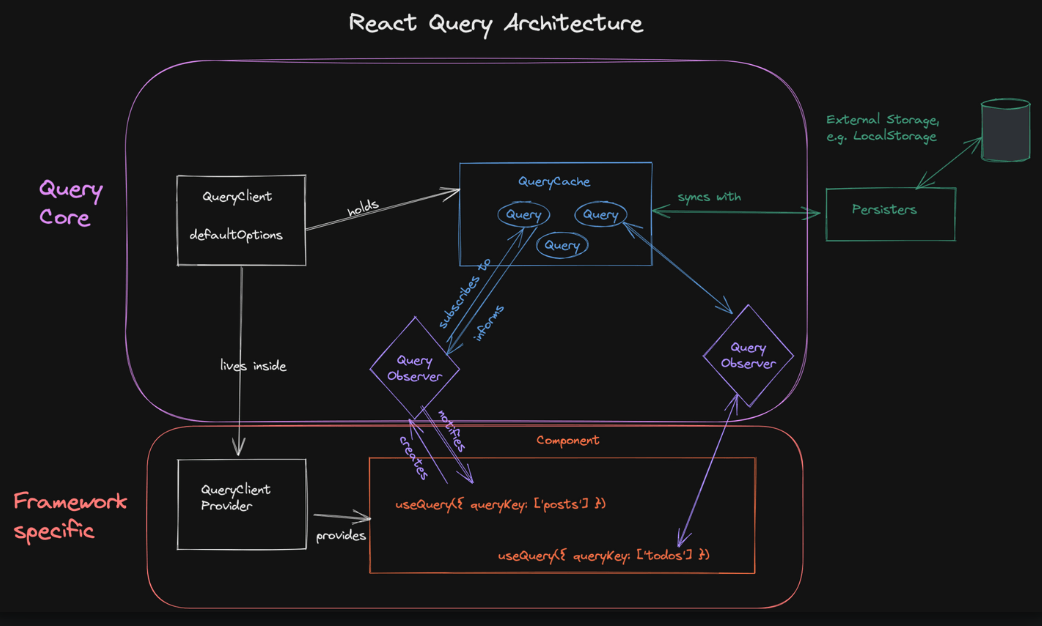 React Query Architecture
Query
Core
QueryClient
defaultOptions
holds
QueryCache
Query
Query
Query
syncs with
External Storage,
e.g. LocalStorage
Persisters
subscribes to
informs
lives inside
Query
Observer
Query
Observer
notifies
creates
Framework
specific
QueryClient
Provider
provides
Component
useQuery({ queryKey: ['posts'] })
useQuery({ queryKey: ['todos'] })